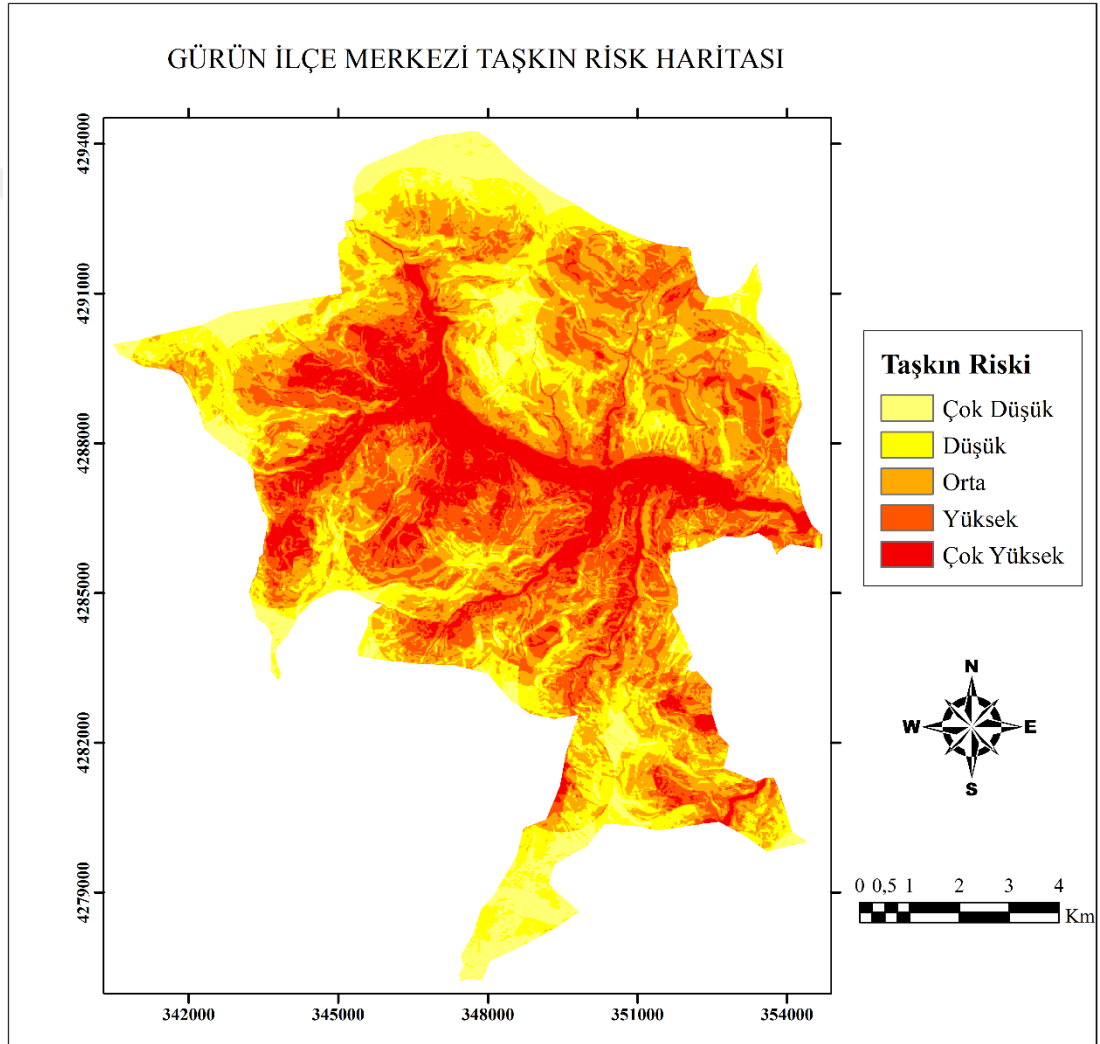 GÜRÜN İLÇE MERKEZİ TAŞKIN RİSK HARİTASI
4294000
4291000
4288000
4285000
4282000
4279000
342000 345000 348000 351000 354000
Taşkın Riski
Çok Düşük
Düşük
Orta
Yüksek
Çok Yüksek
N
W E
S
0 0,5 1 2 3 4
Km